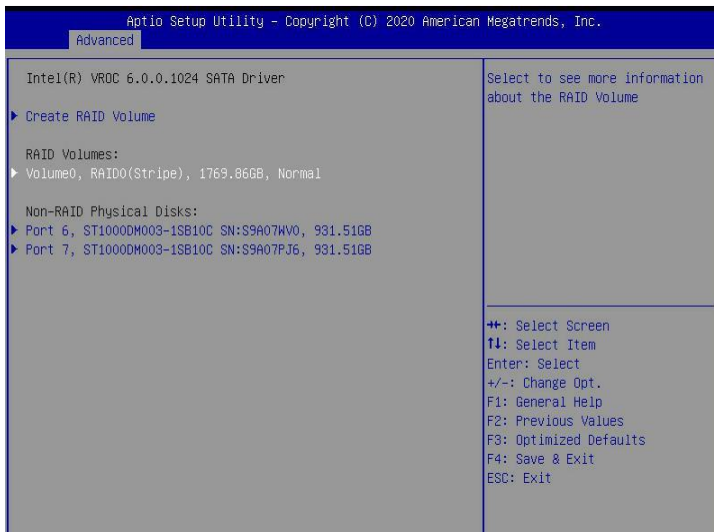 Aptio Setup Utility – Copyright (C) 2020 American Megatrends, Inc.
Advanced
Intel(R) VROC 6.0.0.1024 SATA Driver
Create RAID Volume
RAID Volumes:
Volume0, RAID0(Stripe), 1769.86GB, Normal
Non-RAID Physical Disks:
Port 6, ST1000DM003-1SB10C SN:S9A07WV0, 931.51GB
Port 7, ST1000DM003-1SB10C SN:S9A07PJ6, 931.51GB
Select to see more information
about the RAID Volume
→←: Select Screen
↑↓: Select Item
Enter: Select
+/-: Change Opt.
F1: General Help
F2: Previous Values
F3: Optimized Defaults
F4: Save & Exit
ESC: Exit